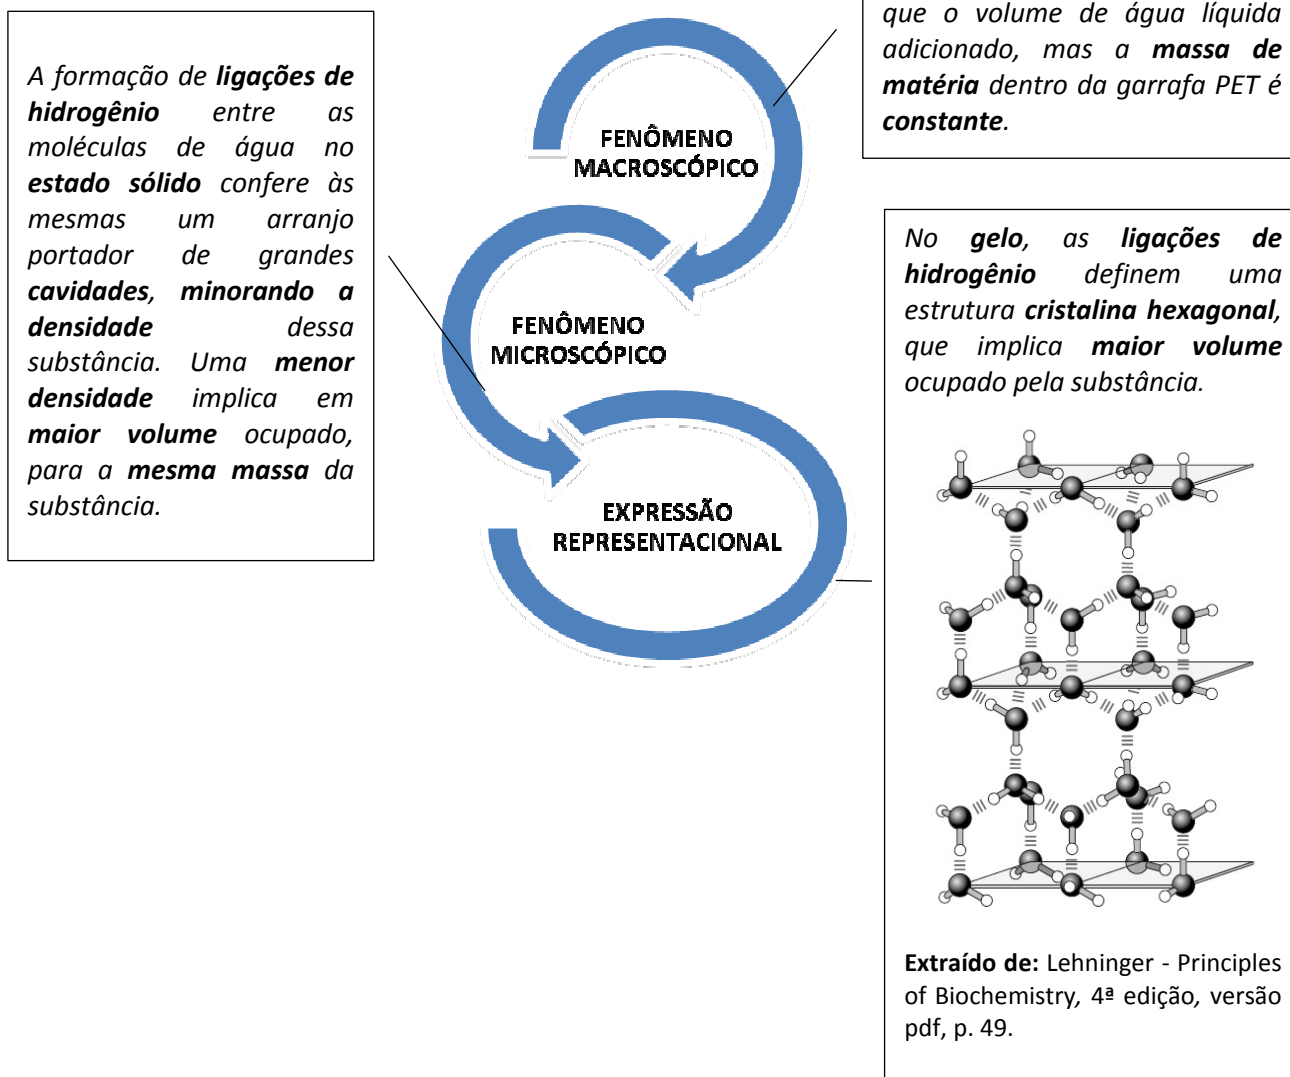 que o volume de água líquida
adicionado, mas a massa de
matéria dentro da garrafa PET é
constante.
A formação de ligações de
hidrogênio entre as
moléculas de água no
estado sólido confere às
mesmas um arranjo
portador de grandes
cavidades, minorando a
densidade dessa
substância. Uma menor
densidade implica em
maior volume ocupado,
para a mesma massa da
substância.
FENÔMENO
MACROSCÓPICO
FENÔMENO
MICROSCÓPICO
EXPRESSÃO
REPRESENTACIONAL
No gelo, as ligações de
hidrogênio definem uma
estrutura cristalina hexagonal,
que implica maior volume
ocupado pela substância.
Extraído de: Lehninger - Principles
of Biochemistry, 4ª edição, versão
pdf, p. 49.